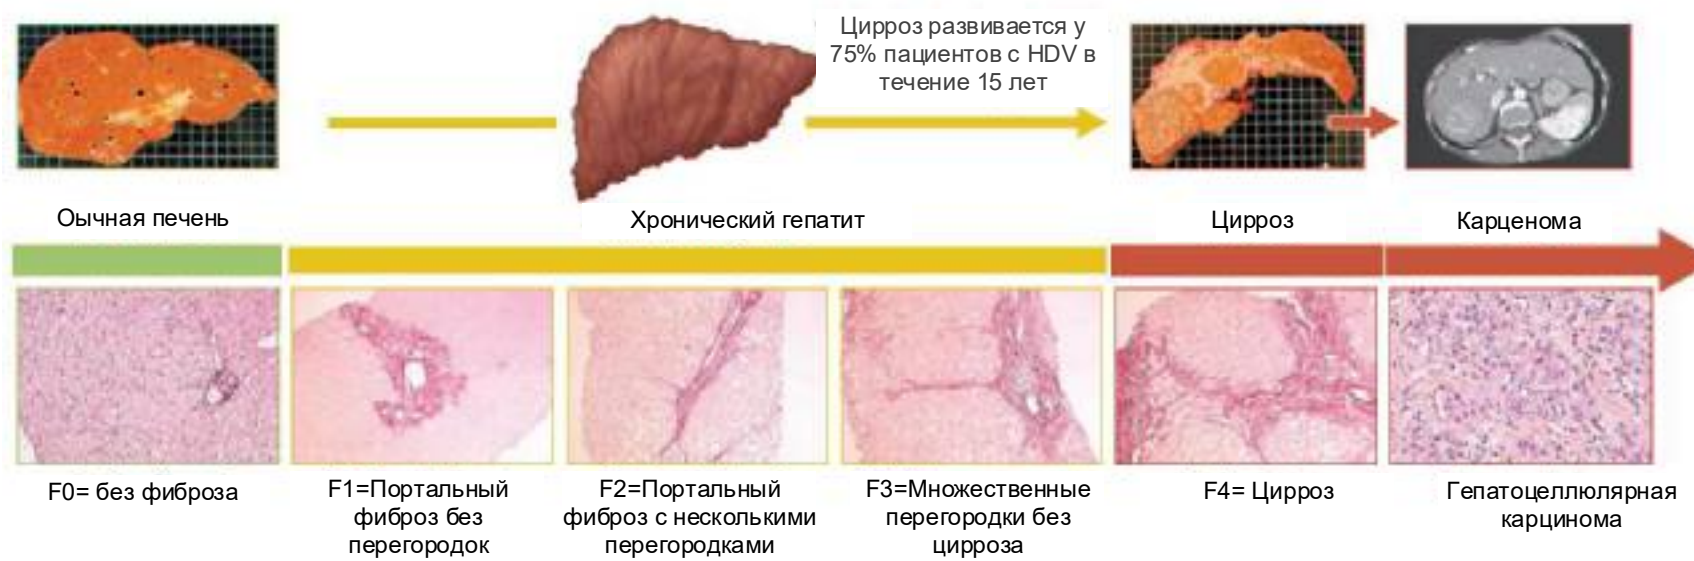 Цирроз развивается у
75% пациентов с HDV в
течение 15 лет
Оычная печень
Хронический гепатит
Цирроз
Карценома
F0= без фиброза
F1=Портальный
фиброз без
перегородок
F2=Портальный
фиброз с несколькими
перегородками
F3=Множественные
перегородки без
цирроза
F4= Цирроз
Гепатоцеллюлярная
карцинома